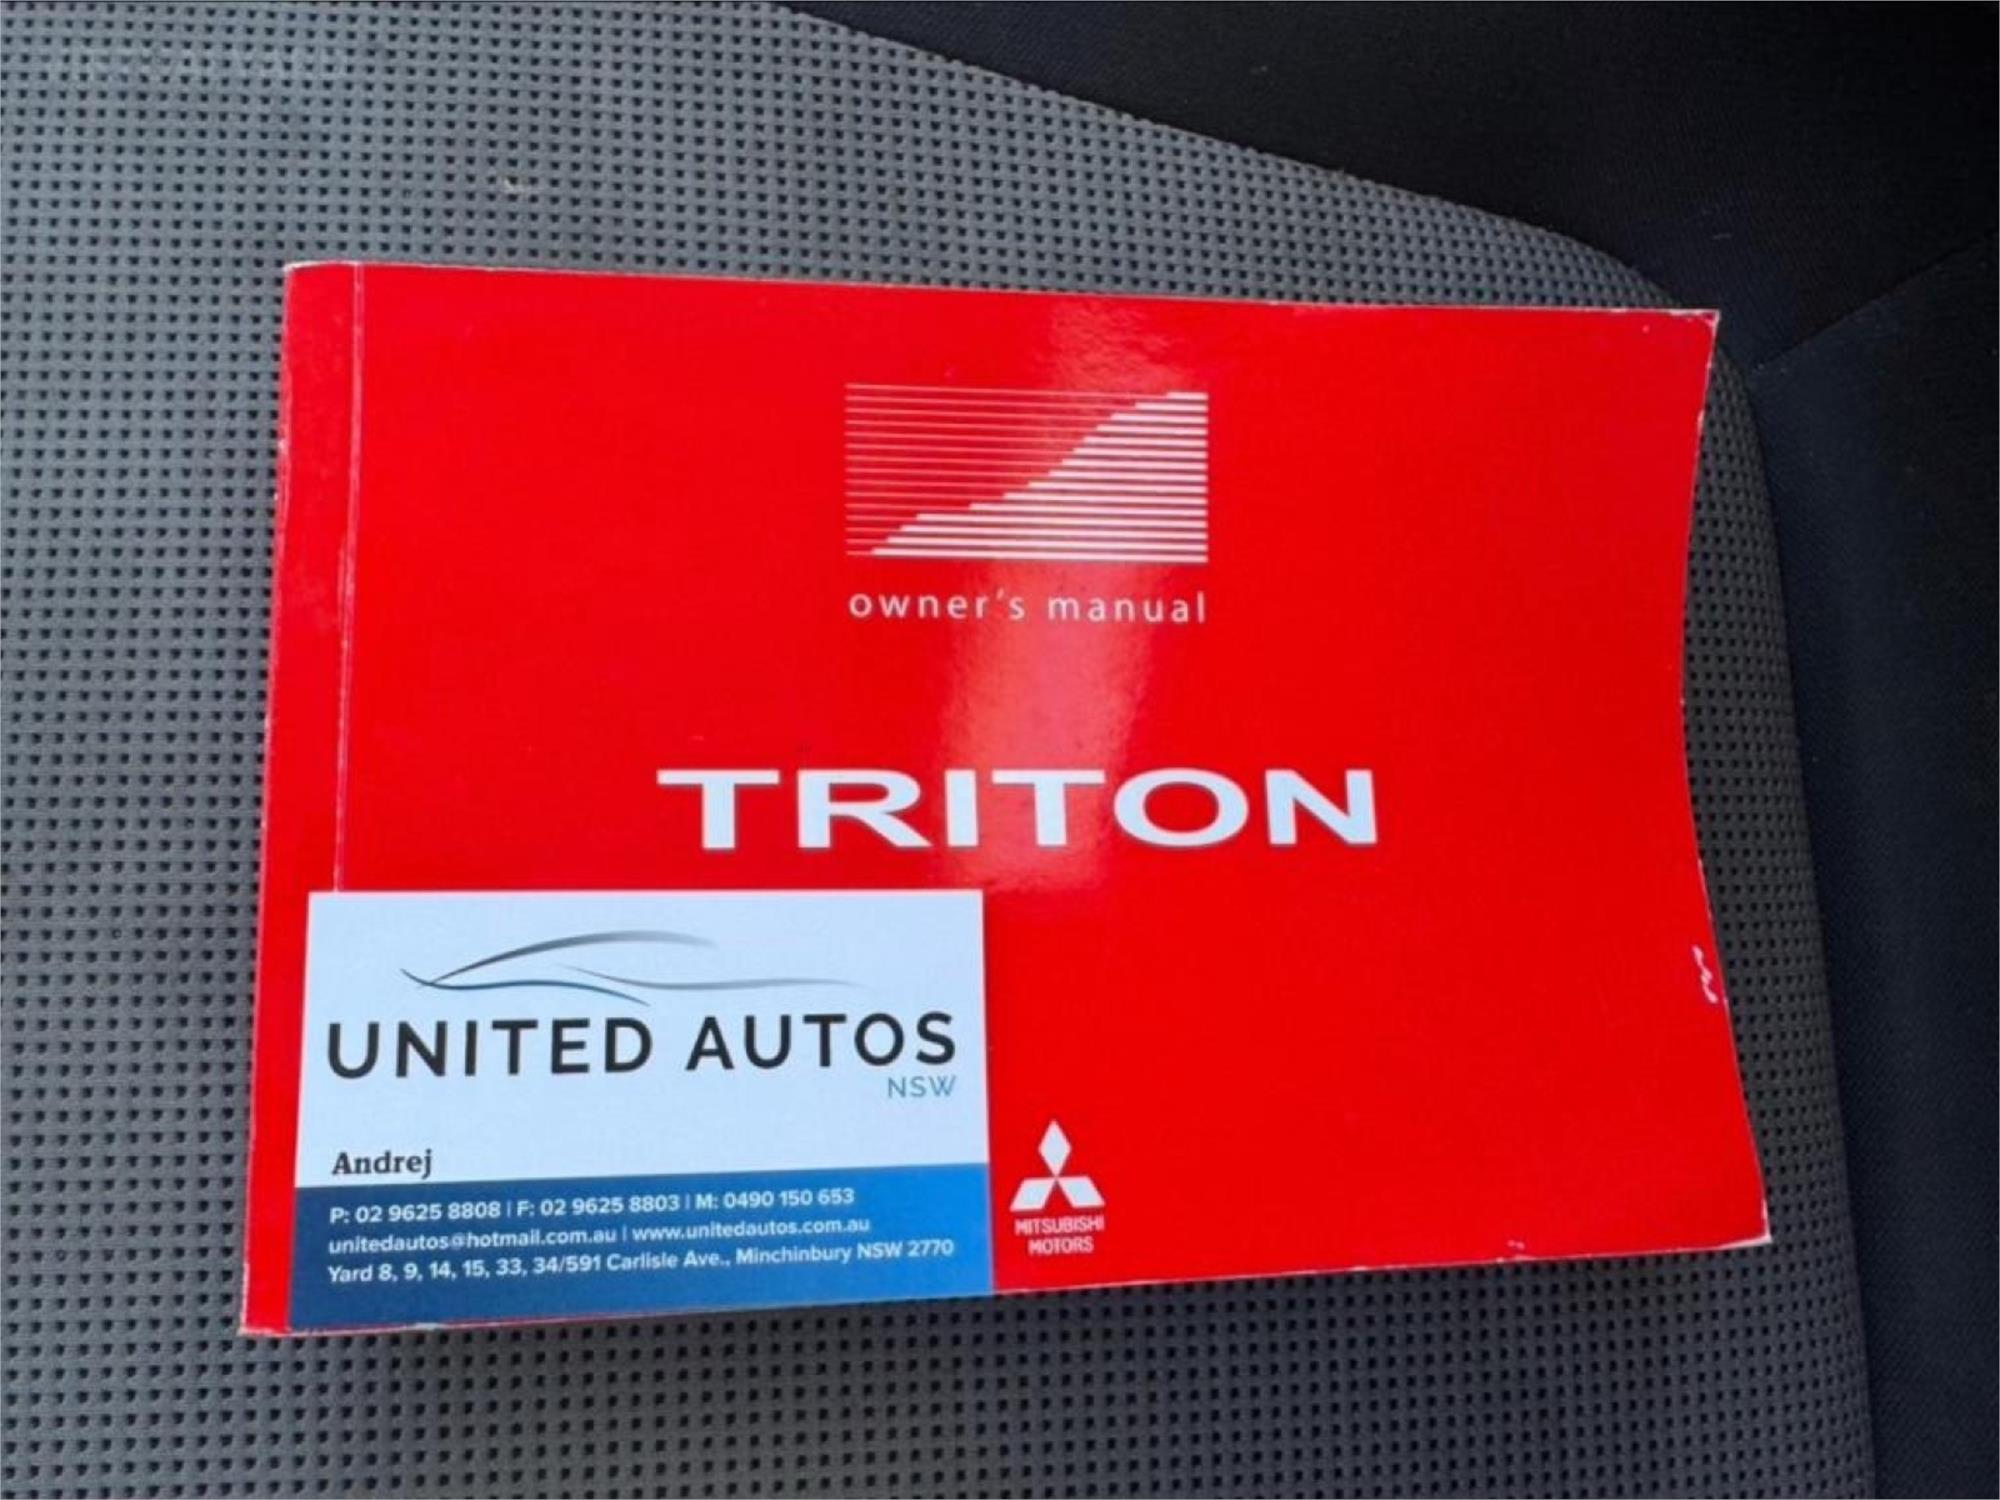 owner's manual
TRITON
UNITED AUTOS
NSW
Andrej
P: 02 9625 8808 | F: 02 9625 8803 | M: 0490 150 653
unitedautos@hotmail.com.au | www.unitedautos.com.au
Yard 8, 9, 14, 15, 33, 34/591 Carlisle Ave., Minchinbury NSW 2770
MITSUBISHI
MOTORS